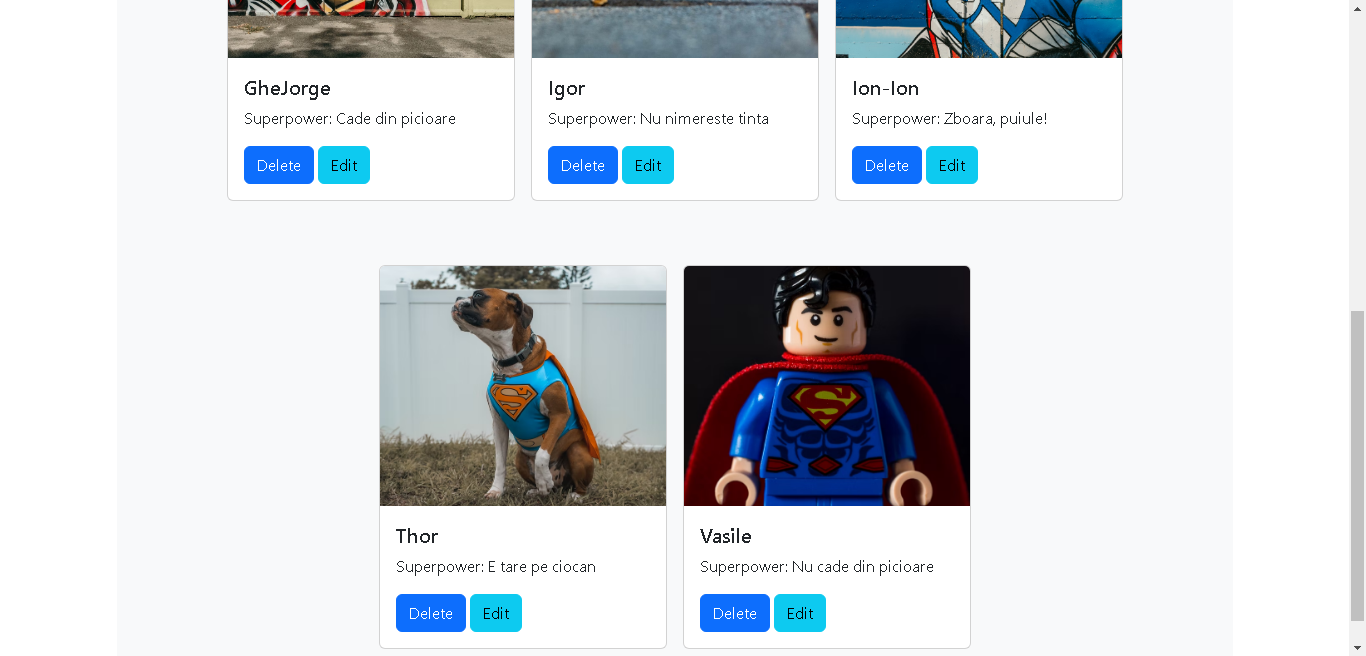 GheJorge
Superpower: Cade din picioare
Delete Edit
Igor
Superpower: Nu nimereste tinta
Delete Edit
Ion-Ion
Superpower: Zboara, puiule!
Delete Edit
Thor
Superpower: E tare pe ciocan
Delete Edit
Vasile
Superpower: Nu cade din picioare
Delete Edit